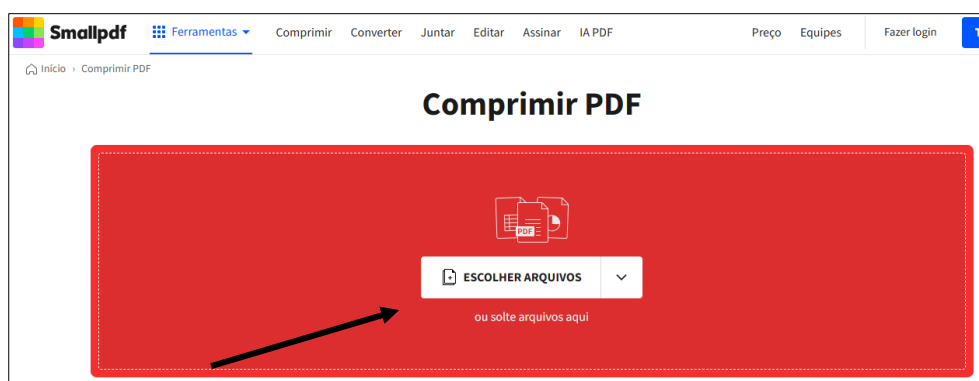 Smallpdf Ferramentas Comprimir Converter Juntar Editar Assinar IA PDF Preço Equipes Fazer login
Início › Comprimir PDF
Comprimir PDF
PDF
ESCOLHER ARQUIVOS
ou solte arquivos aqui